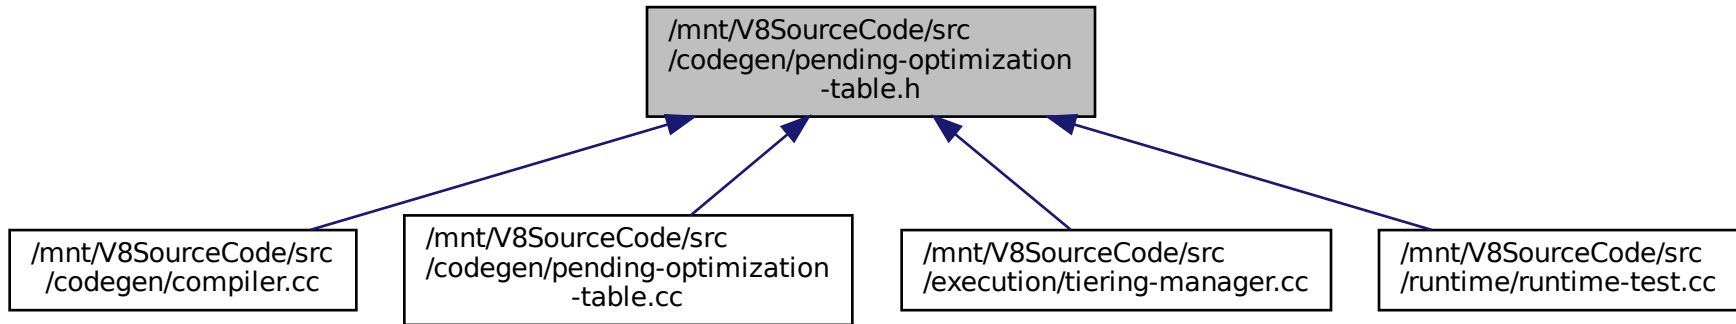 /mnt/V8SourceCode/src
/codegen/pending-optimization
-table.h
/mnt/V8SourceCode/src
/codegen/compiler.cc
/mnt/V8SourceCode/src
/codegen/pending-optimization
-table.cc
/mnt/V8SourceCode/src
/execution/tiering-manager.cc
/mnt/V8SourceCode/src
/runtime/runtime-test.cc